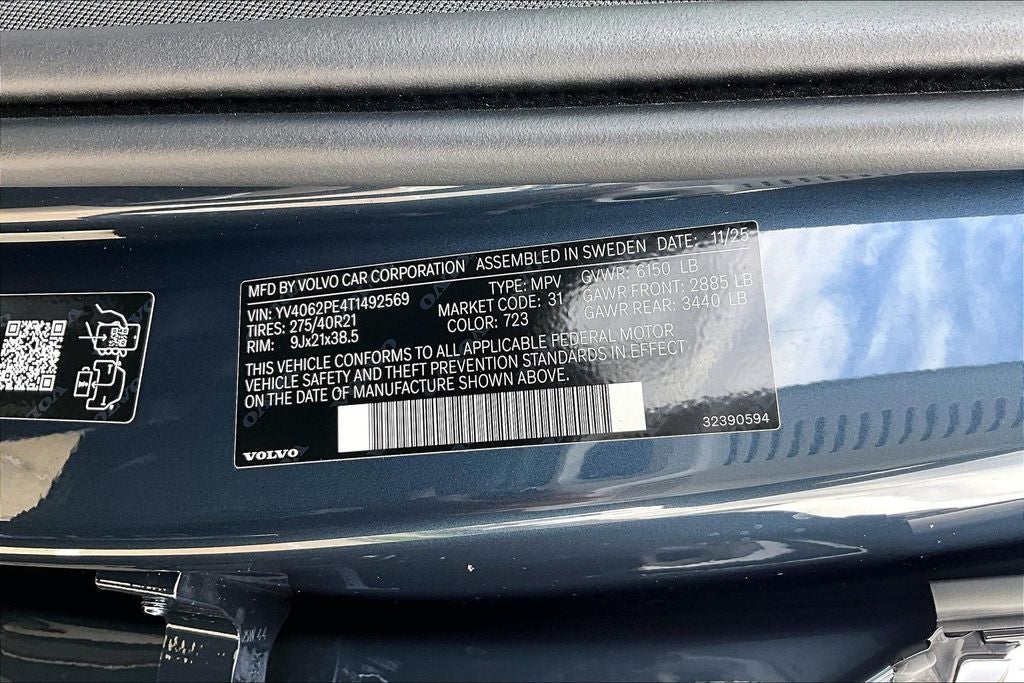 MFD BY VOLVO CAR CORPORATION ASSEMBLED IN SWEDEN DATE: 11/25
VIN: YV4062PE4T1492569 TYPE: MPV GVWR: 6150 LB
TIRES: 275/40R21 MARKET CODE: 31 GAWR FRONT: 2885 LB
RIM: 9Jx21x38.5 COLOR: 723 GAWR REAR: 3440 LB
THIS VEHICLE CONFORMS TO ALL APPLICABLE FEDERAL MOTOR
VEHICLE SAFETY AND THEFT PREVENTION STANDARDS IN EFFECT
ON THE DATE OF MANUFACTURE SHOWN ABOVE.
VOLVO 32390594